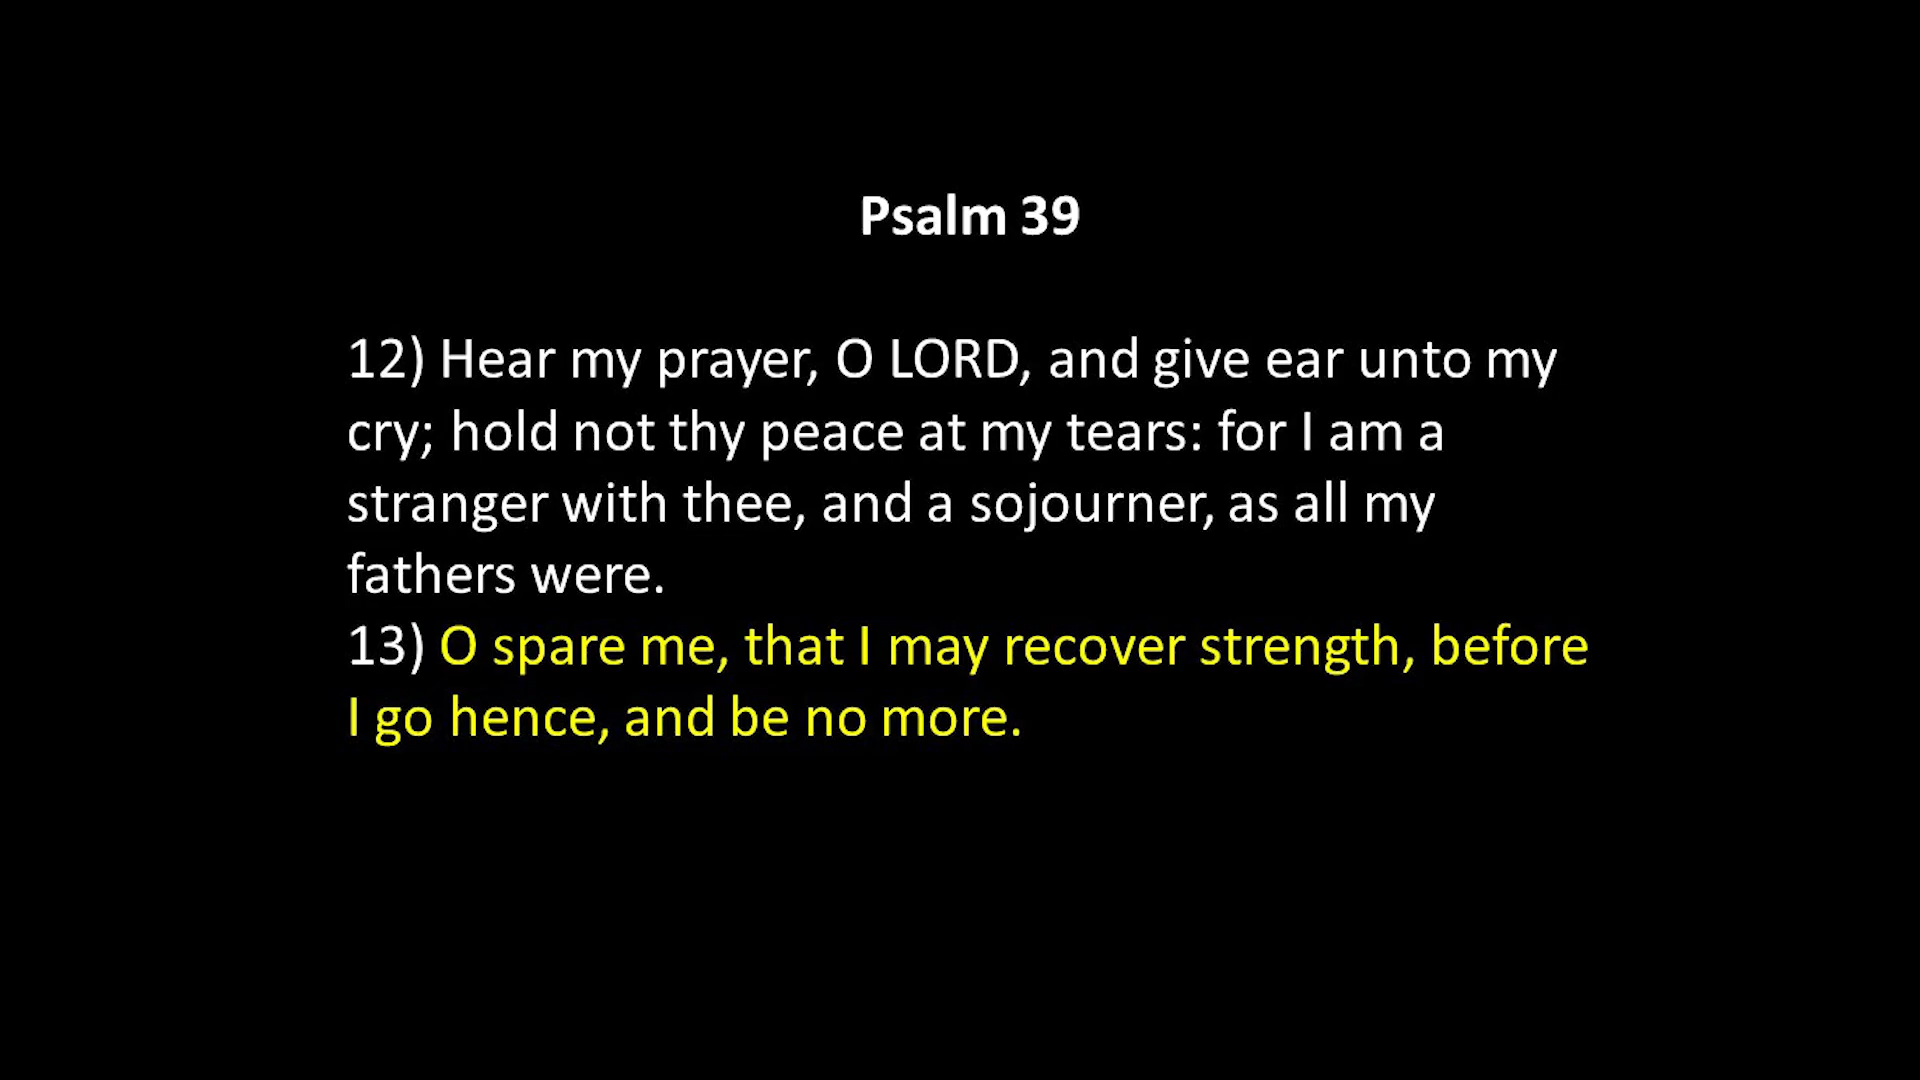 Psalm 39
12) Hear my prayer, O LORD, and give ear unto my
cry; hold not thy peace at my tears: for I am a
stranger with thee, and a sojourner, as all my
fathers were.
13) O spare me, that I may recover strength, before
I go hence, and be no more.